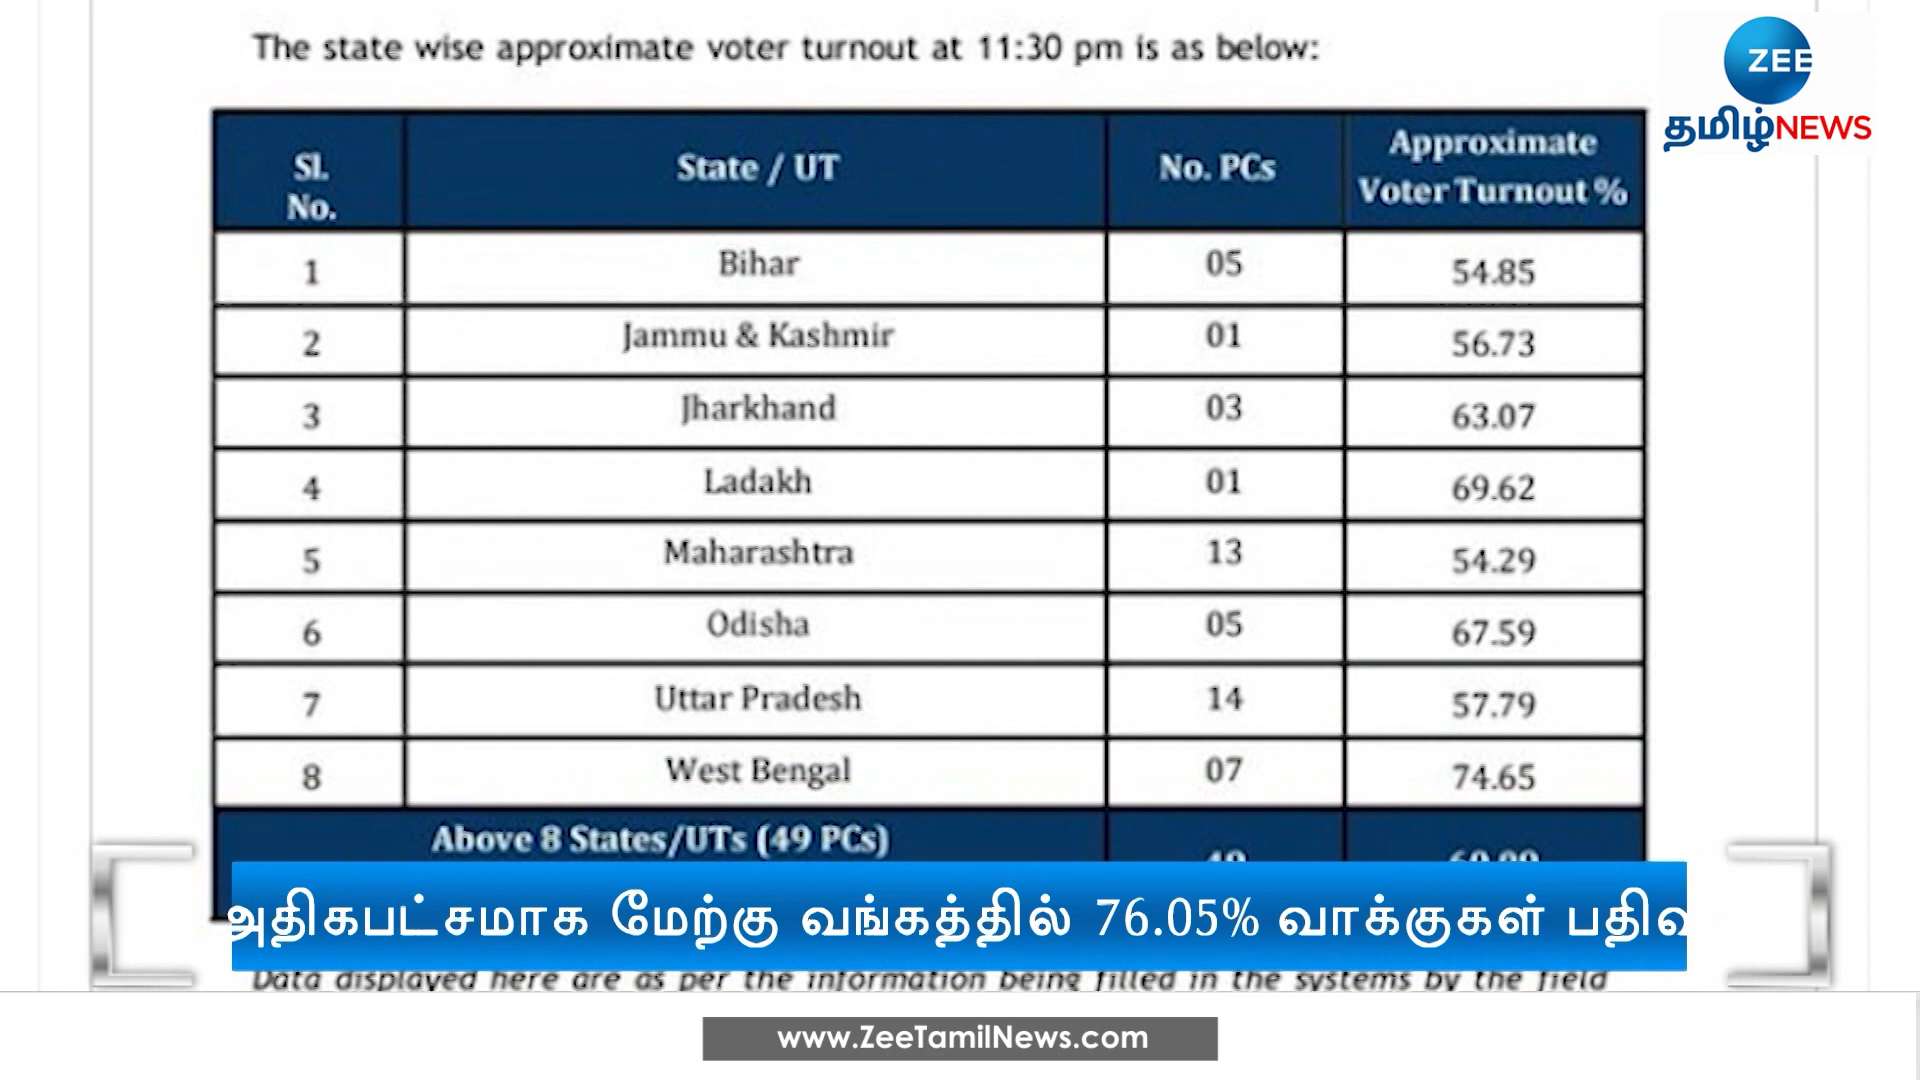 The state wise approximate voter turnout at 11:30 pm is as below:
ZEE
தமிழ்NEWS
Sl. No. State / UT No. PCs Approximate Voter Turnout %
1 Bihar 05 54.85
2 Jammu & Kashmir 01 56.73
3 Jharkhand 03 63.07
4 Ladakh 01 69.62
5 Maharashtra 13 54.29
6 Odisha 05 67.59
7 Uttar Pradesh 14 57.79
8 West Bengal 07 74.65
Above 8 States/UTs (49 PCs) 49 60.09
அதிகபட்சமாக மேற்கு வங்கத்தில் 76.05% வாக்குகள்
Data displayed here are as per the information being filled in the systems by the field
www.ZeeTamilNews.com